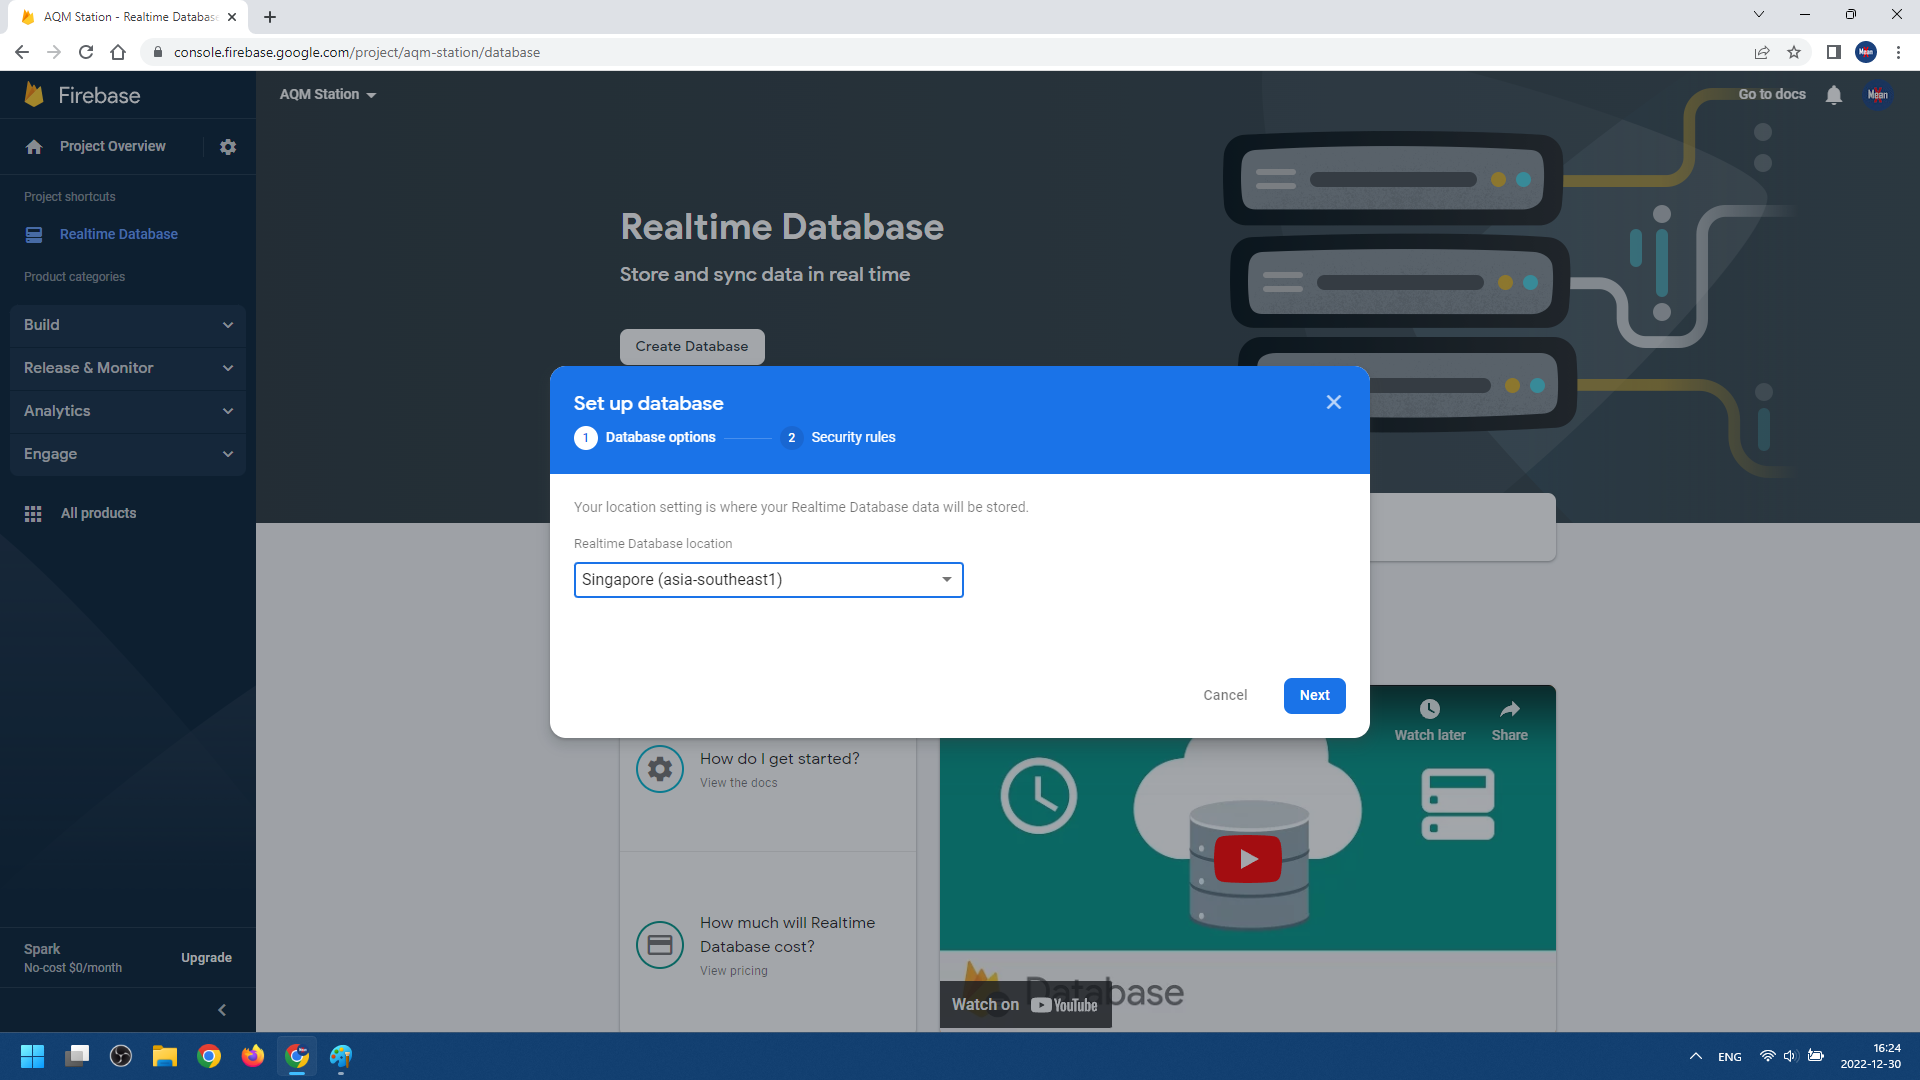 AQM Station - Realtime Database
console.firebase.google.com/project/aqm-station/database
Mean
Firebase
AQM Station
Go to docs
Mean
Project Overview
Project shortcuts
Realtime Database
Product categories
Build
Release & Monitor
Analytics
Engage
All products
Spark
No-cost $0/month
Upgrade
Realtime Database
Store and sync data in real time
Create Database
Set up database
1 Database options
2 Security rules
Your location setting is where your Realtime Database data will be stored.
Realtime Database location
Singapore (asia-southeast1)
Cancel
Next
How do I get started?
View the docs
How much will Realtime
Database cost?
View pricing
Watch later
Share
Database
Watch on YouTube
ENG
16:24
2022-12-30